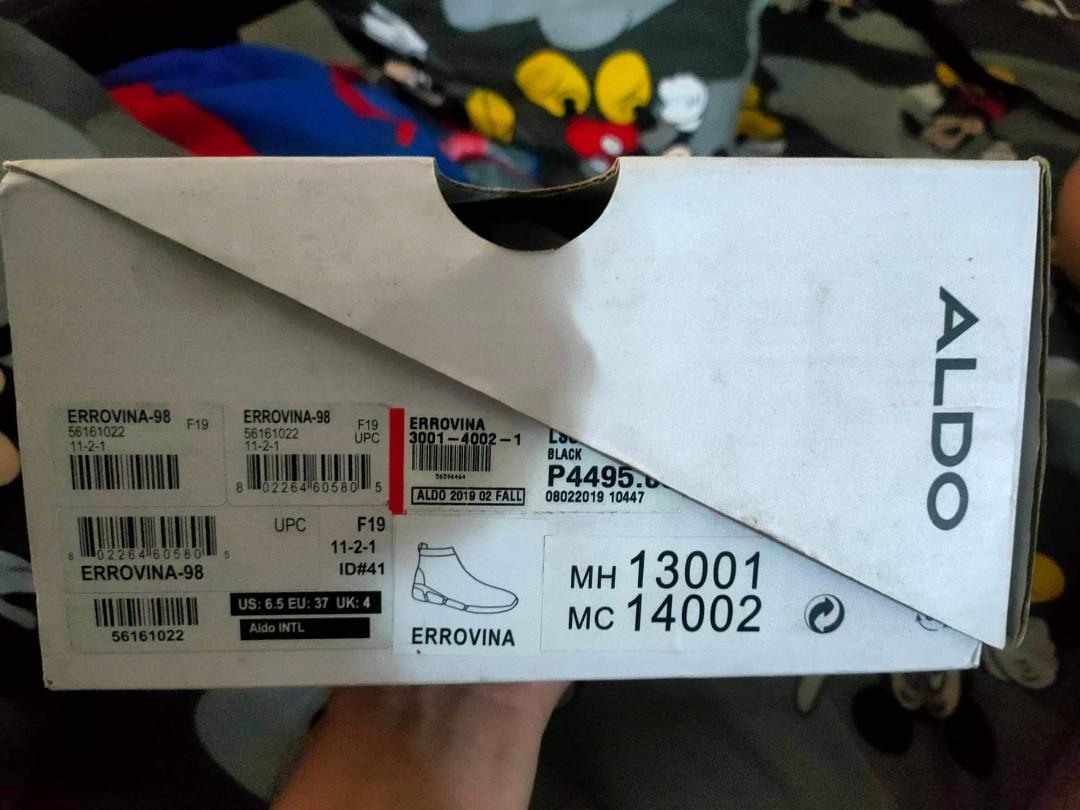 ALDO
ERROVINA-98
56161022
F19
11-2-1
ERROVINA-98
56161022
F19
UPC
11-2-1
8 02264 60580 5
ERROVINA
3001-4002-1
56596464
ALDO 2019 02 FALL
BLACK
P4495.
08022019 10447
UPC
F19
11-2-1
8 02264 60580 5
ERROVINA-98
ID#41
56161022
US: 6.5 EU: 37 UK: 4
Aldo INTL
ERROVINA
MH 13001
MC 14002